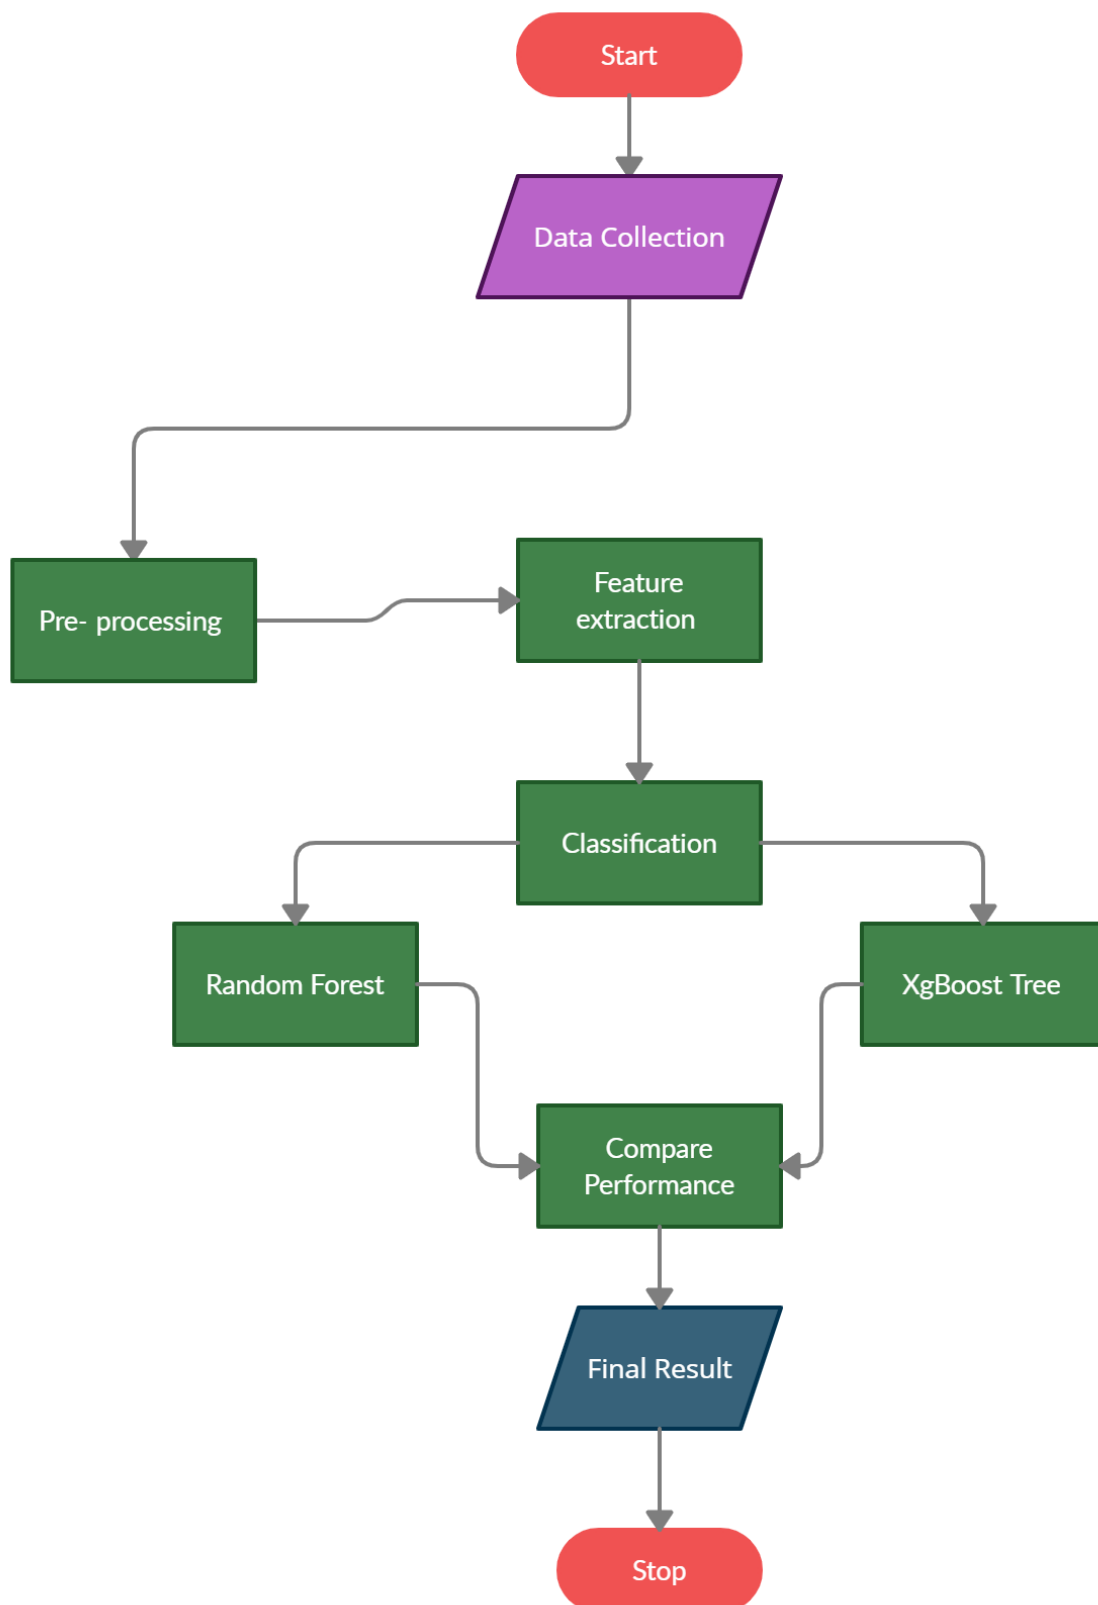 Start
Data Collection
Pre- processing
Feature
extraction
Classification
Random Forest
XgBoost Tree
Compare
Performance
Final Result
Stop